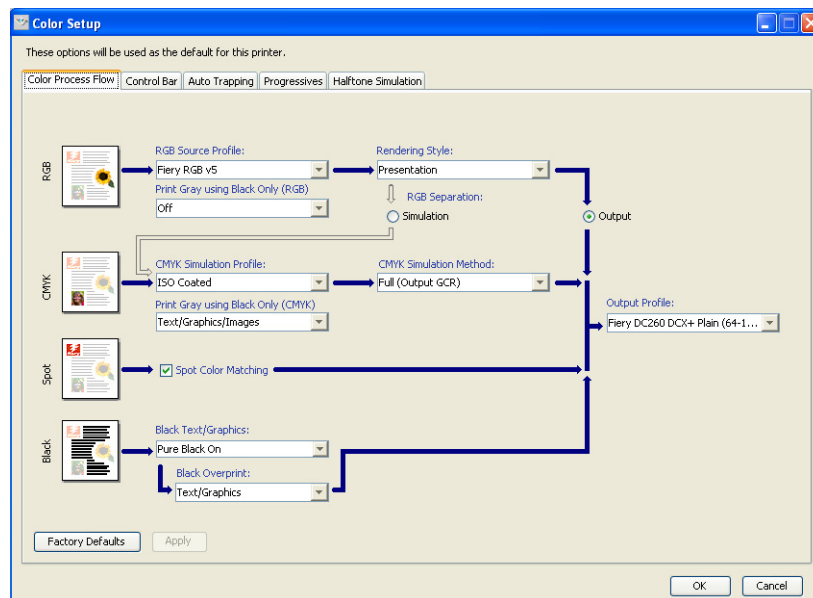 Color Setup
These options will be used as the default for this printer.
Color Process Flow Control Bar Auto Trapping Progressives Halftone Simulation
RGB
RGB Source Profile:
Fiery RGB v5
Print Gray using Black Only (RGB)
Off
Rendering Style:
Presentation
RGB Separation:
Simulation
Output
CMYK
CMYK Simulation Profile:
ISO Coated
Print Gray using Black Only (CMYK)
Text/Graphics/Images
CMYK Simulation Method:
Full (Output GCR)
Output Profile:
Fiery DC260 DCX+ Plain (64-1...
Spot
Spot Color Matching
Black
Black Text/Graphics:
Pure Black On
Black Overprint:
Text/Graphics
Factory Defaults Apply
OK Cancel